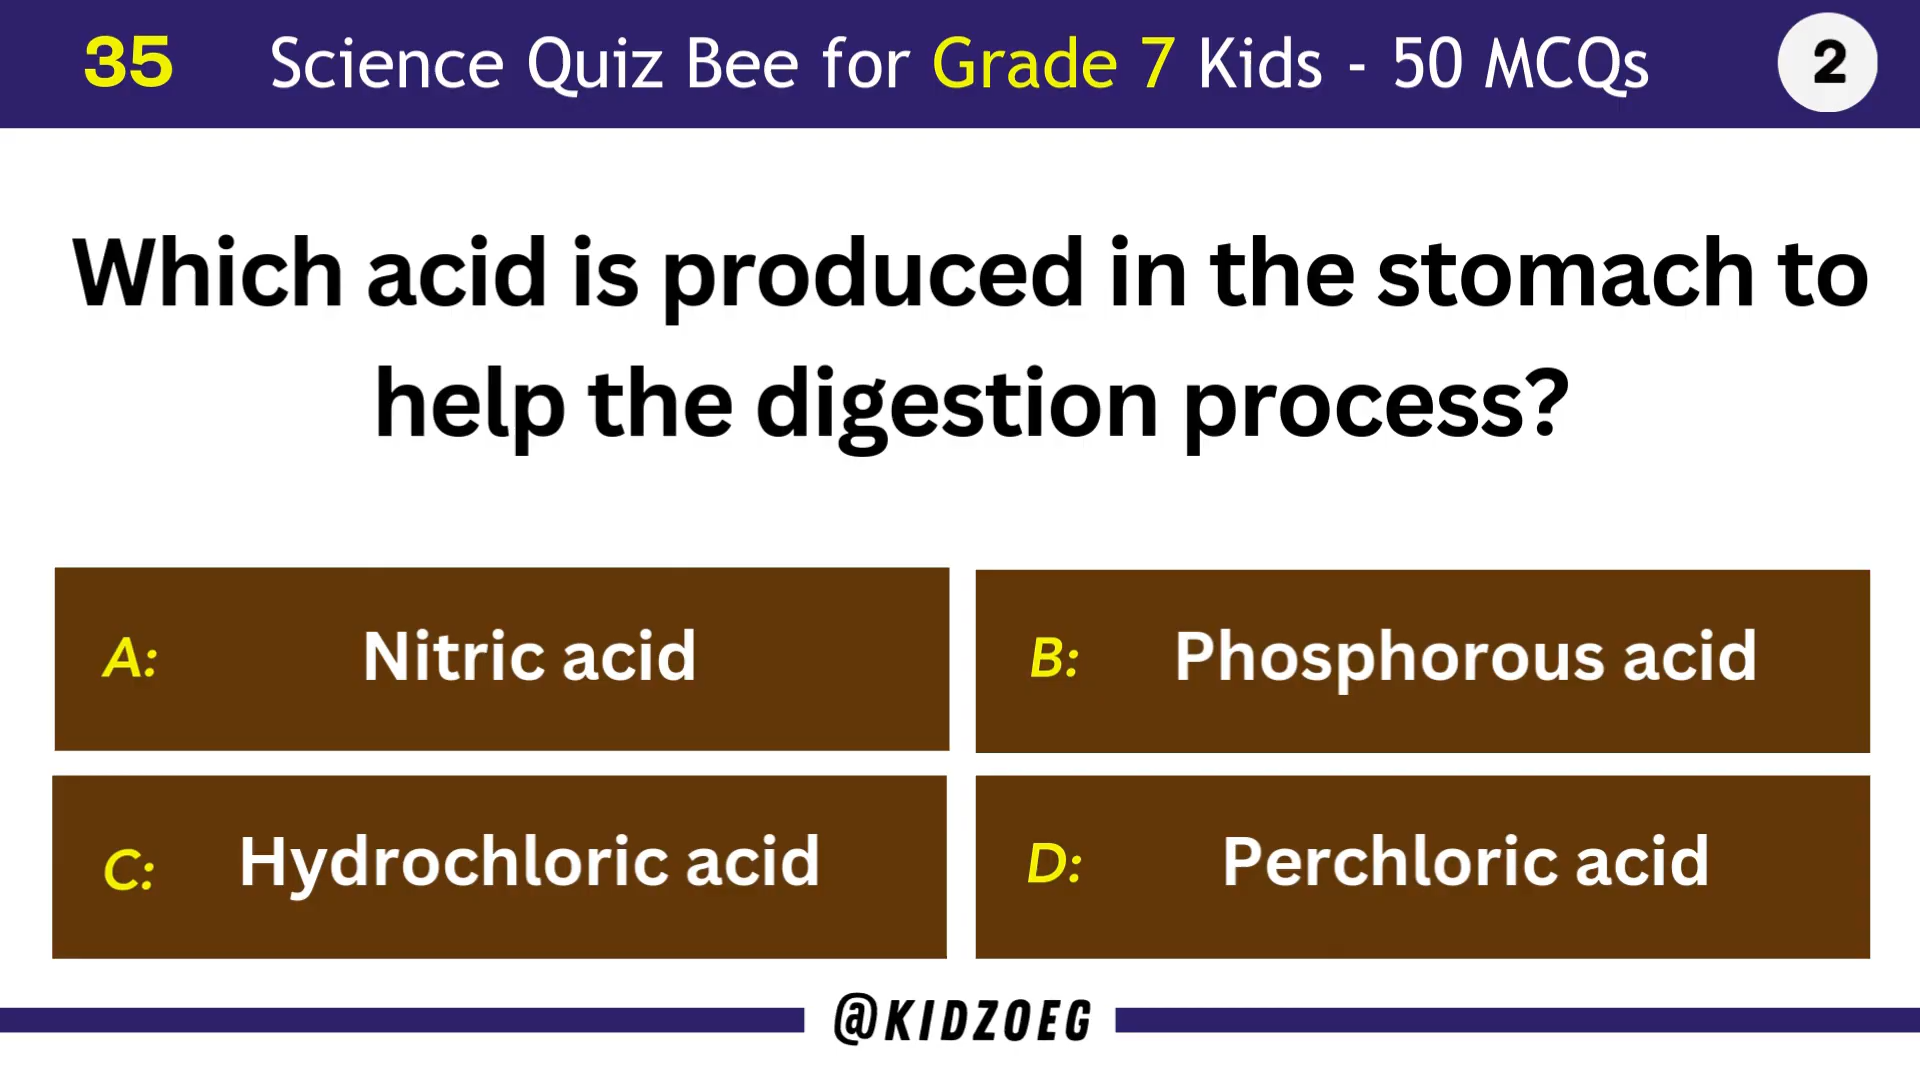 35
Science Quiz Bee for Grade 7 Kids - 50 MCQs
2
Which acid is produced in the stomach to
help the digestion process?
A: Nitric acid
B: Phosphorous acid
C: Hydrochloric acid
D: Perchloric acid
@KIDZOEG